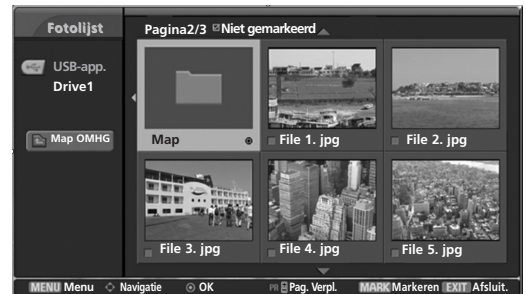 Fotolijst
Pagina2/3 Niet gemarkeerd
USB-app.
Drive1
Map OMHG
Map
File 1. jpg
File 2. jpg
File 3. jpg
File 4. jpg
File 5. jpg
MENU Menu Navigatie OK PR Pag. Verpl. MARK Markeren EXIT Afsluit.